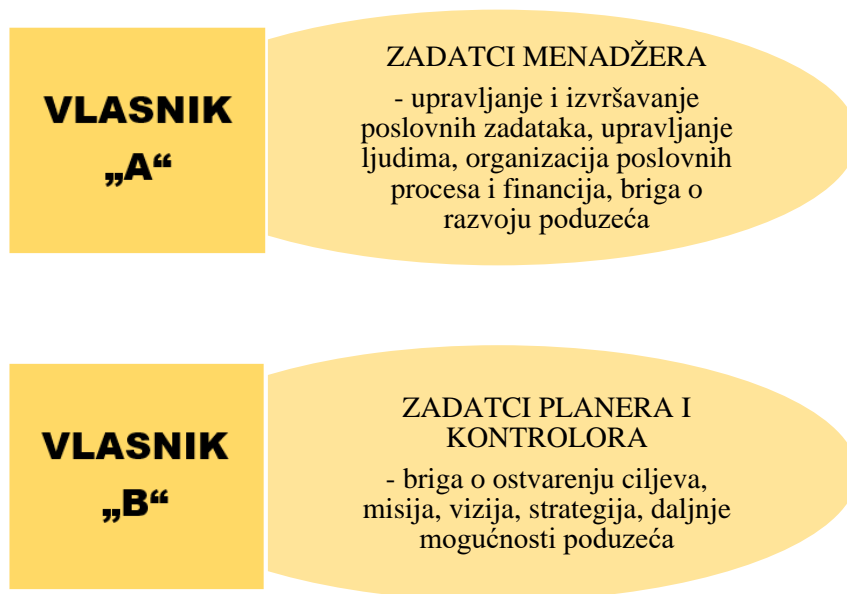 VLASNIK
„A“
ZADATCI MENADŽERA
- upravljanje i izvršavanje
poslovnih zadataka, upravljanje
ljudima, organizacija poslovnih
procesa i financija, briga o
razvoju poduzeća
VLASNIK
„B“
ZADATCI PLANERA I
KONTROLORA
- briga o ostvarenju ciljeva,
misija, vizija, strategija, daljnje
mogućnosti poduzeća